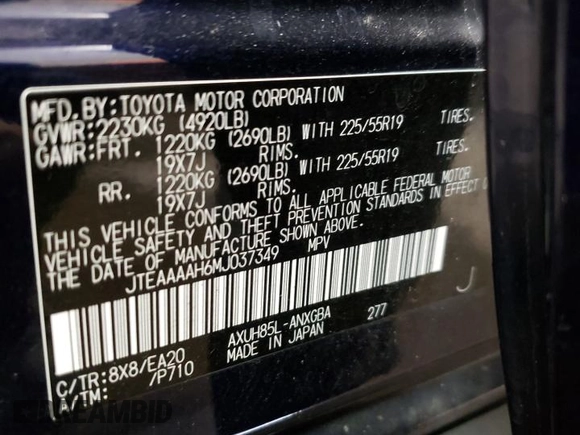 MFD.BY:TOYOTA MOTOR CORPORATION
GVWR:2230KG (4920LB)
GAWR:FRT. 1220KG (2690LB) WITH 225/55R19 TIRES.
19X7J RIMS.
RR. 1220KG (2690LB) WITH 225/55R19 TIRES.
19X7J RIMS.
THIS VEHICLE CONFORMS TO ALL APPLICABLE FEDERAL MOTOR
VEHICLE SAFETY AND THEFT PREVENTION STANDARDS IN EFFECT O
THE DATE OF MANUFACTURE SHOWN ABOVE.
JTEAAAAH6MJ037349 MPV
J
AXUH85L-ANXGBA 277
C/TR:8X8/EA20 MADE IN JAPAN
A/TM: /P710
DREAMBID